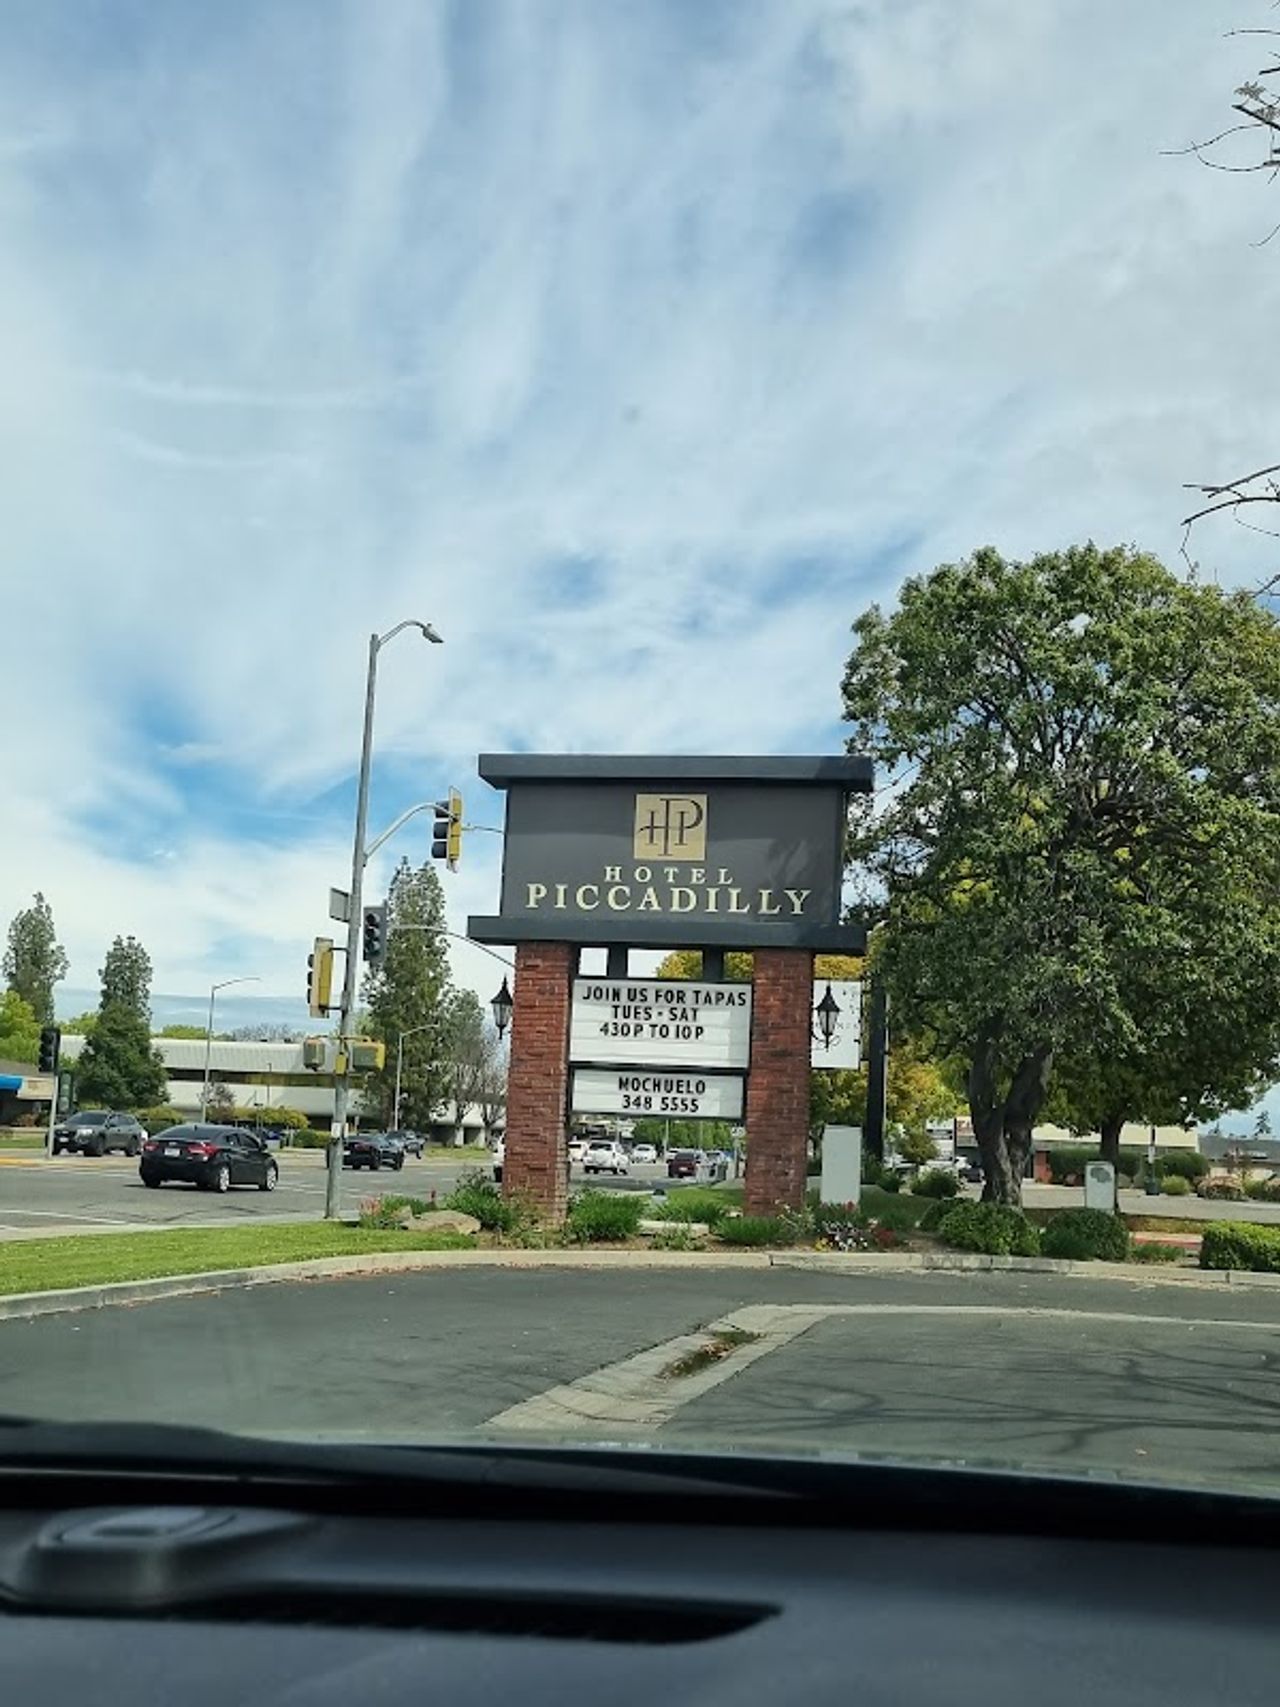 HP
HOTEL
PICCADILLY
JOIN US FOR TAPAS
TUES - SAT
430P TO 10P
MOCHUELO
348 5555